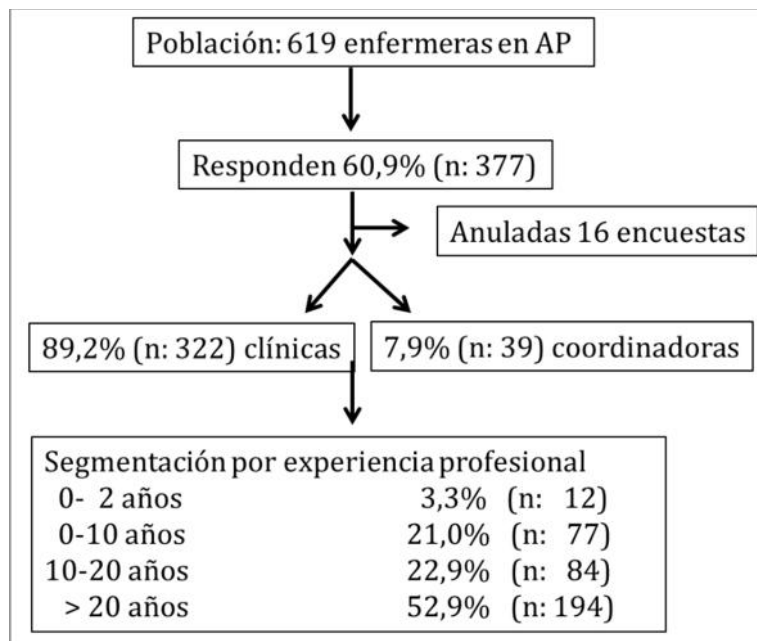 Población: 619 enfermeras en AP
Responden 60,9% (n: 377)
Anuladas 16 encuestas
89,2% (n: 322) clínicas
7,9% (n: 39) coordinadoras
Segmentación por experiencia profesional
0- 2 años 3,3% (n: 12)
0-10 años 21,0% (n: 77)
10-20 años 22,9% (n: 84)
> 20 años 52,9% (n: 194)